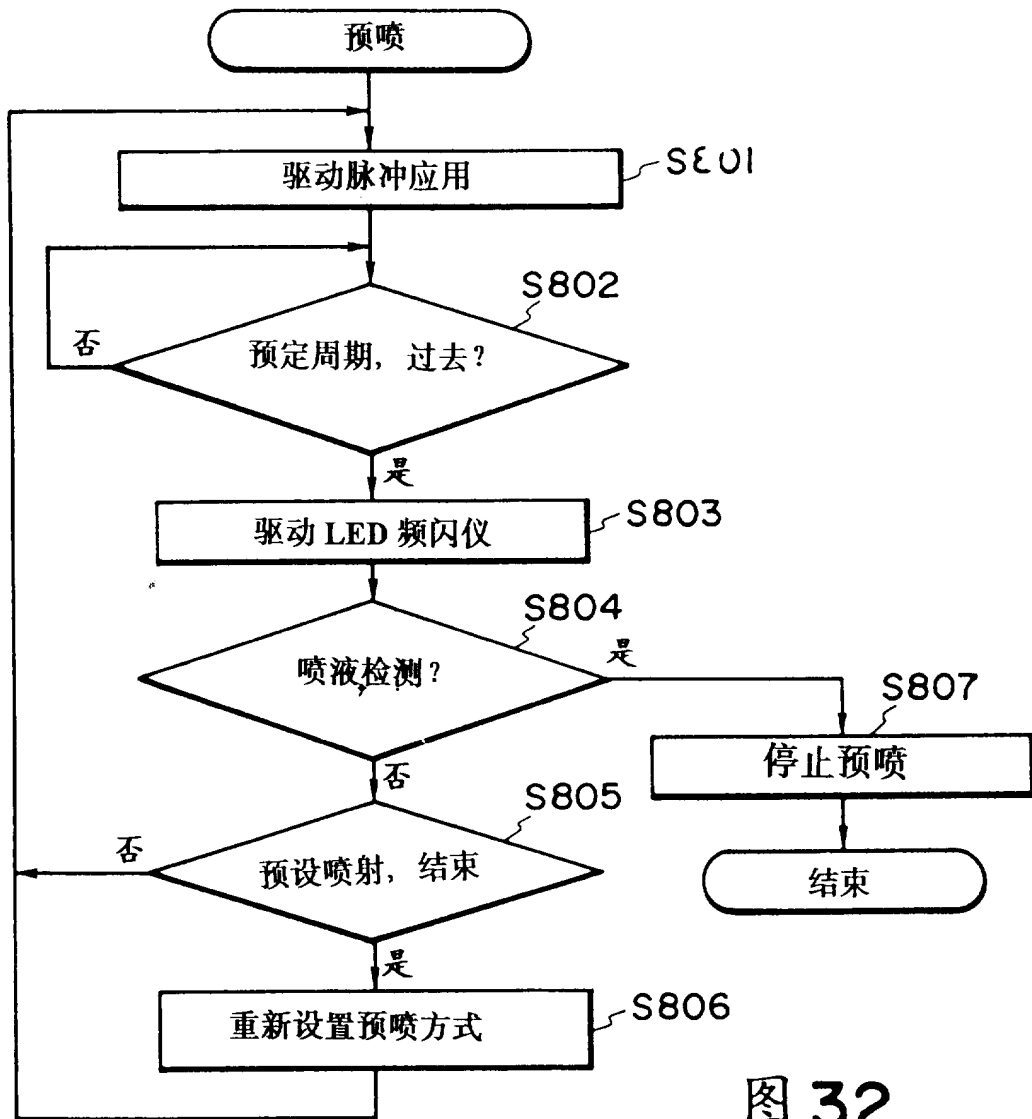 预喷
驱动脉冲应用
S801
S802
否
预定周期, 过去?
是
驱动 LED 频闪仪
S803
S804
喷液检测?
是
S807
停止预喷
否
S805
否
预设喷射, 结束
结束
是
重新设置预喷方式
S806
图 32